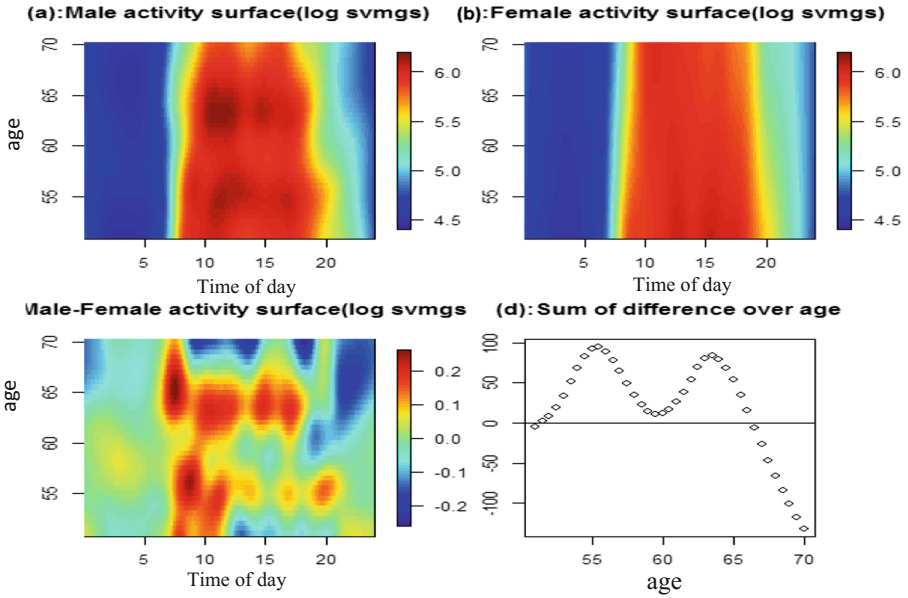 (a):Male activity surface(log svmgs)
(b):Female activity surface(log svmgs)
age
70
65
60
55
5 10 15 20
Time of day
6.0
5.5
5.0
4.5
70
65
60
55
5 10 15 20
Time of day
6.0
5.5
5.0
4.5
Male-Female activity surface(log svmgs
(d):Sum of difference over age
age
70
65
60
55
5 10 15 20
Time of day
0.2
0.1
0.0
-0.1
-0.2
100
50
0
-50
-100
55 60 65 70
age